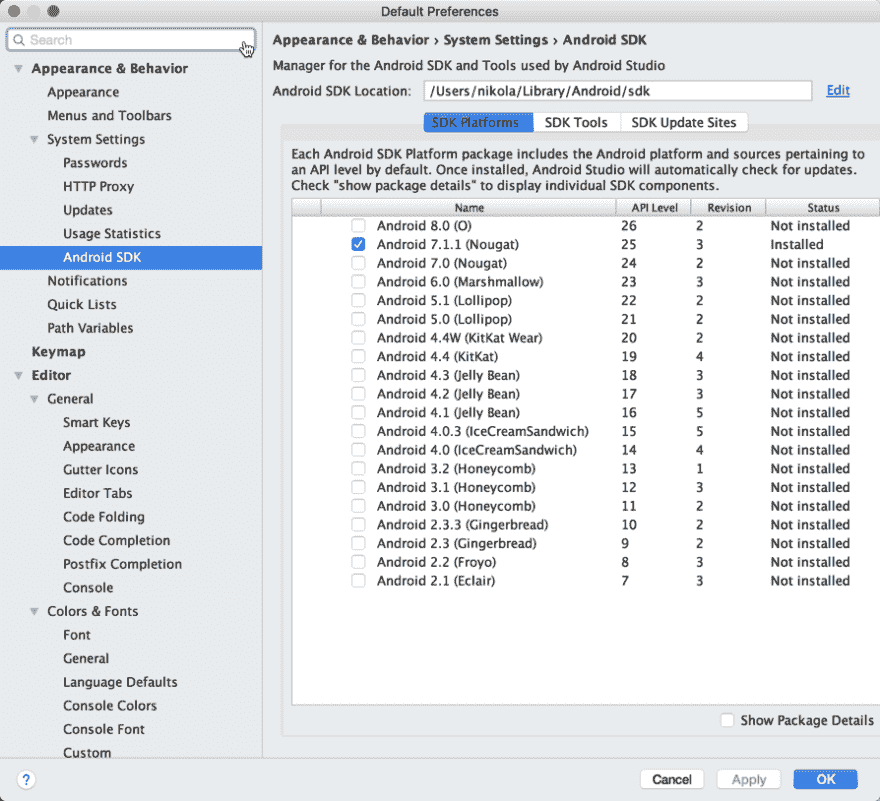 Default Preferences
Search
Appearance & Behavior
Appearance
Menus and Toolbars
System Settings
Passwords
HTTP Proxy
Updates
Usage Statistics
Android SDK
Notifications
Quick Lists
Path Variables
Keymap
Editor
General
Smart Keys
Appearance
Gutter Icons
Editor Tabs
Code Folding
Code Completion
Postfix Completion
Console
Colors & Fonts
Font
General
Language Defaults
Console Colors
Console Font
Custom
Appearance & Behavior › System Settings › Android SDK
Manager for the Android SDK and Tools used by Android Studio
Android SDK Location: /Users/nikola/Library/Android/sdk Edit
SDK Platforms SDK Tools SDK Update Sites
Each Android SDK Platform package includes the Android platform and sources pertaining to
an API level by default. Once installed, Android Studio will automatically check for updates.
Check "show package details" to display individual SDK components.
Name API Level Revision Status
Android 8.0 (O) 26 2 Not installed
Android 7.1.1 (Nougat) 25 3 Installed
Android 7.0 (Nougat) 24 2 Not installed
Android 6.0 (Marshmallow) 23 3 Not installed
Android 5.1 (Lollipop) 22 2 Not installed
Android 5.0 (Lollipop) 21 2 Not installed
Android 4.4W (KitKat Wear) 20 2 Not installed
Android 4.4 (KitKat) 19 4 Not installed
Android 4.3 (Jelly Bean) 18 3 Not installed
Android 4.2 (Jelly Bean) 17 3 Not installed
Android 4.1 (Jelly Bean) 16 5 Not installed
Android 4.0.3 (IceCreamSandwich) 15 5 Not installed
Android 4.0 (IceCreamSandwich) 14 4 Not installed
Android 3.2 (Honeycomb) 13 1 Not installed
Android 3.1 (Honeycomb) 12 3 Not installed
Android 3.0 (Honeycomb) 11 2 Not installed
Android 2.3.3 (Gingerbread) 10 2 Not installed
Android 2.3 (Gingerbread) 9 2 Not installed
Android 2.2 (Froyo) 8 3 Not installed
Android 2.1 (Eclair) 7 3 Not installed
Show Package Details
? Cancel Apply OK